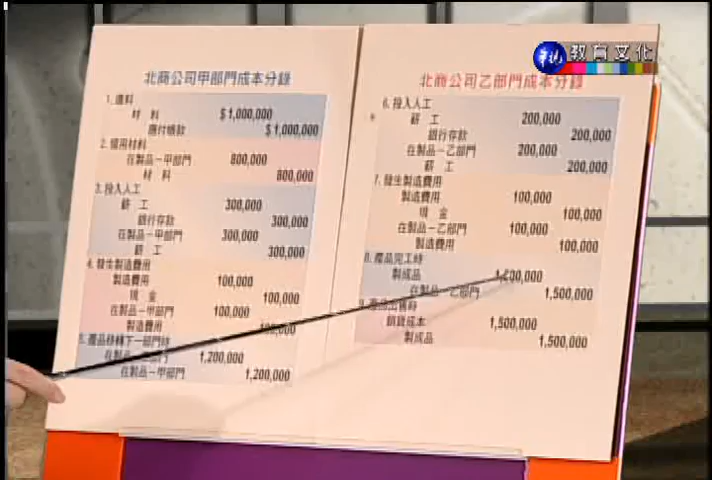 華視
教育文化
北商公司甲部門成本分錄
1. 進料
材 料 $1,000,000
應付帳款 $1,000,000
2. 領用材料
在製品－甲部門 800,000
材 料 800,000
3. 投入人工
薪 工 300,000
銀行存款 300,000
在製品－甲部門 300,000
薪 工 300,000
4. 發生製造費用
製造費用 100,000
現 金 100,000
在製品－甲部門 100,000
製造費用 100,000
5. 產品移轉下一部門時
在製品－乙部門 1,200,000
在製品－甲部門 1,200,000
北商公司乙部門成本分錄
6. 投入人工
薪 工 200,000
銀行存款 200,000
在製品－乙部門 200,000
薪 工 200,000
7. 發生製造費用
製造費用 100,000
現 金 100,000
在製品－乙部門 100,000
製造費用 100,000
8. 產品完工時
製成品
在製品－乙部門 1,500,000
9. 產品出售時
銷貨成本 1,500,000
製成品 1,500,000